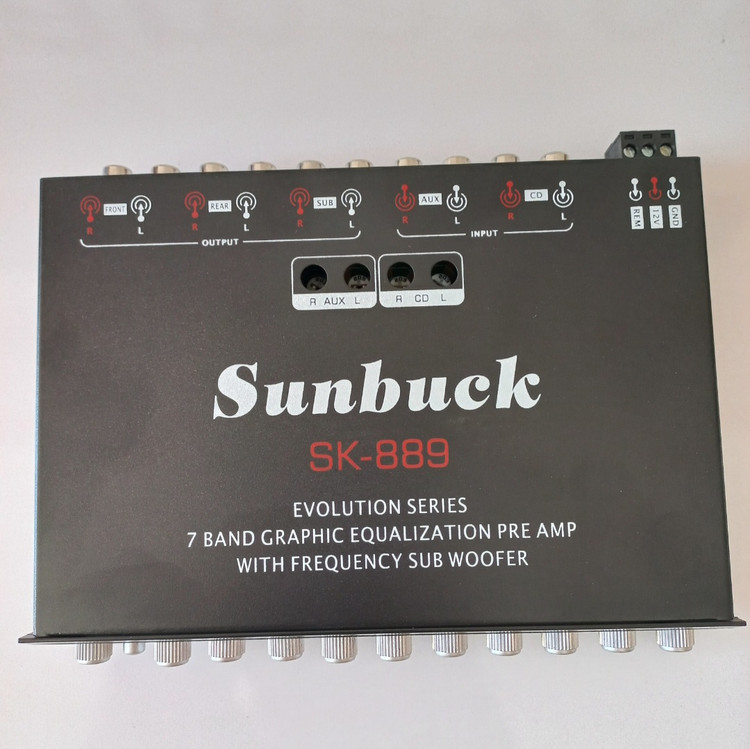 FRONT REAR SUB AUX CD
R L R L R L R L R L
OUTPUT INPUT
REM 12V GND
R AUX L R CD L
Sunbuck
SK-889
EVOLUTION SERIES
7 BAND GRAPHIC EQUALIZATION PRE AMP
WITH FREQUENCY SUB WOOFER